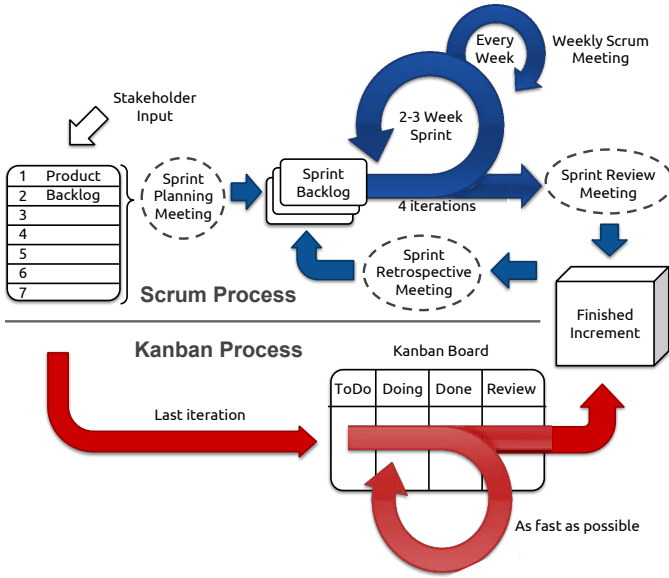 Every
Week
Weekly Scrum
Meeting
Stakeholder
Input
2-3 Week
Sprint
1 Product
2 Backlog
3
4
5
6
7
Sprint
Planning
Meeting
Sprint
Backlog
4 iterations
Sprint Review
Meeting
Sprint
Retrospective
Meeting
Finished
Increment
Scrum Process
Kanban Process
Kanban Board
ToDo Doing Done Review
Last iteration
As fast as possible